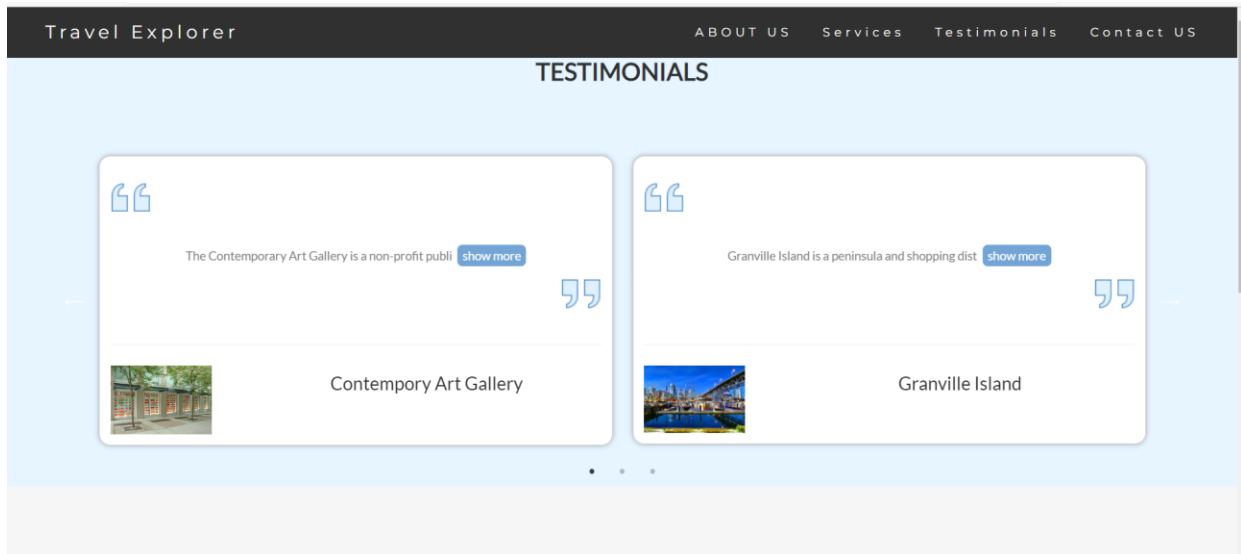 Travel Explorer ABOUT US Services Testimonials Contact US
TESTIMONIALS
The Contemporary Art Gallery is a non-profit publi show more
Contempory Art Gallery
Granville Island is a peninsula and shopping dist show more
Granville Island